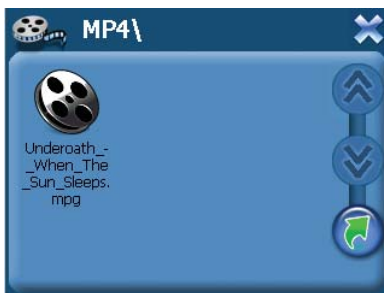 MP4\
Underoath_-
_When_The
_Sun_Sleeps.
mpg